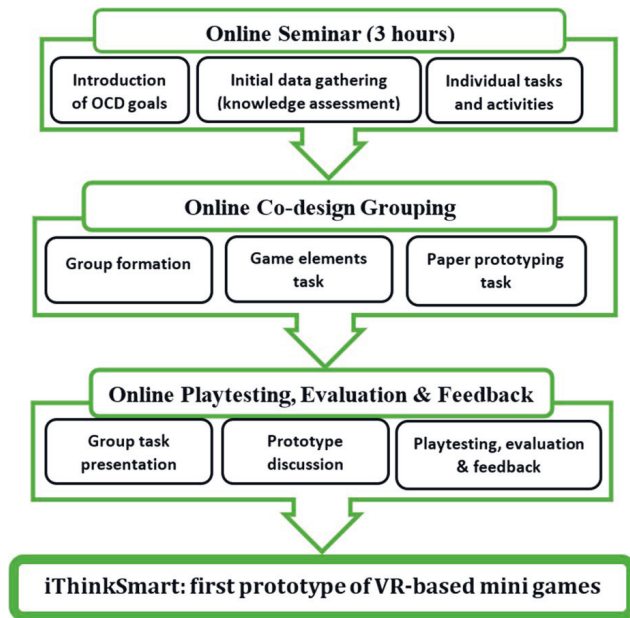 Online Seminar (3 hours)
Introduction
of OCD goals
Initial data gathering
(knowledge assessment)
Individual tasks
and activities
Online Co-design Grouping
Group formation
Game elements
task
Paper prototyping
task
Online Playtesting, Evaluation & Feedback
Group task
presentation
Prototype
discussion
Playtesting, evaluation
& feedback
iThinkSmart: first prototype of VR-based mini games